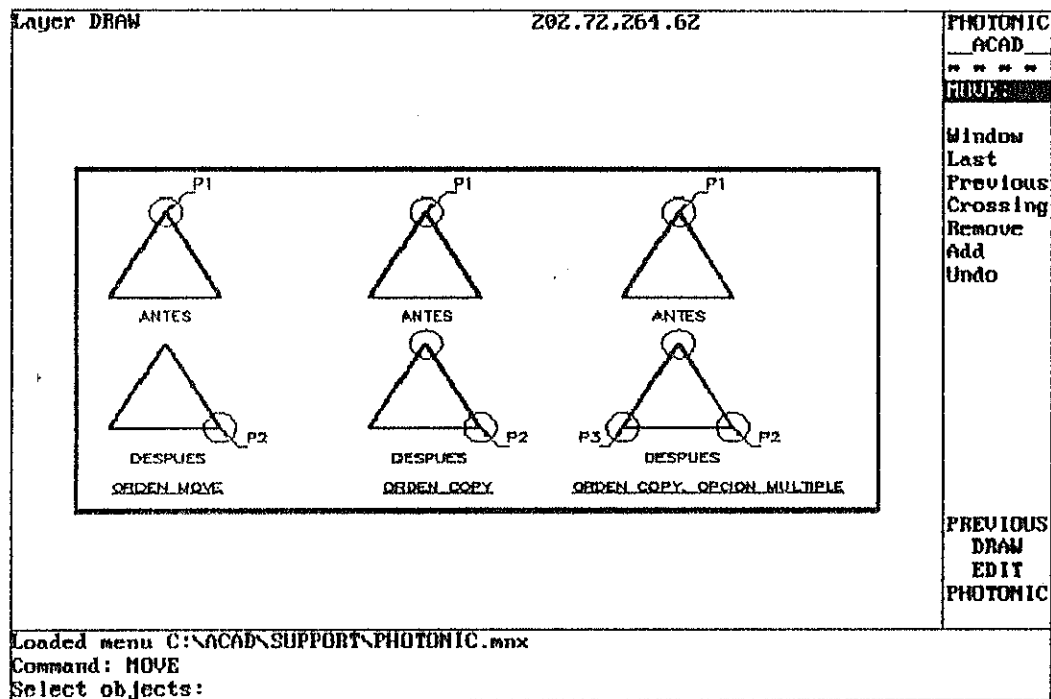 Layer DRAW 202.72,264.62
PHOTONIC
__ACAD__
* * * *
MOVE:
Window
Last
Previous
Crossing
Remove
Add
Undo
P1 P1 P1
ANTES ANTES ANTES
P2 P2 P3 P2
DESPUES DESPUES DESPUES
ORDEN MOVE ORDEN COPY ORDEN COPY. OPCION MULTIPLE
PREVIOUS
DRAW
EDIT
PHOTONIC
Loaded menu C:\ACAD\SUPPORT\PHOTONIC.mnx
Command: MOVE
Select objects: